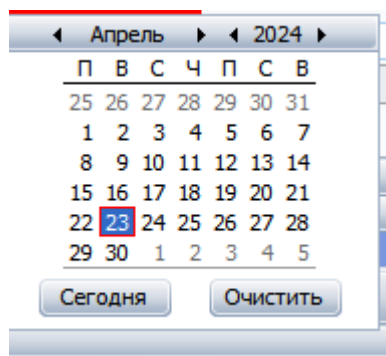 Апрель 2024
П В С Ч П С В
25 26 27 28 29 30 31
1 2 3 4 5 6 7
8 9 10 11 12 13 14
15 16 17 18 19 20 21
22 23 24 25 26 27 28
29 30 1 2 3 4 5
Сегодня Очистить